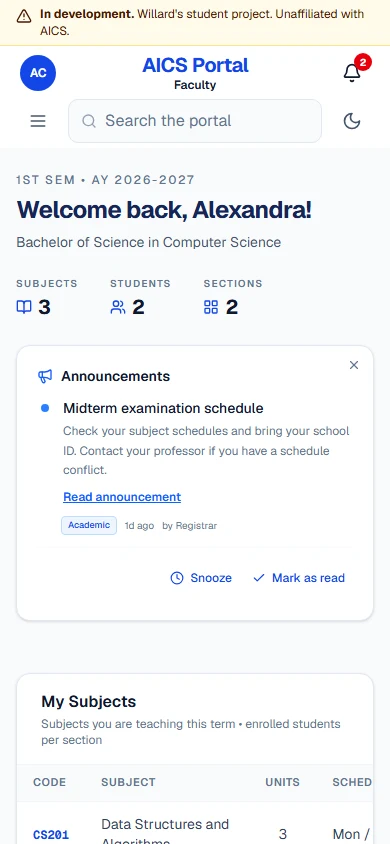 In development. Willard's student project. Unaffiliated with
AICS.
AC
AICS Portal
Faculty
2
Search the portal
1ST SEM • AY 2026-2027
Welcome back, Alexandra!
Bachelor of Science in Computer Science
SUBJECTS STUDENTS SECTIONS
3 2 2
Announcements
Midterm examination schedule
Check your subject schedules and bring your school
ID. Contact your professor if you have a schedule
conflict.
Read announcement
Academic 1d ago by Registrar
Snooze Mark as read
My Subjects
Subjects you are teaching this term • enrolled students
per section
CODE SUBJECT UNITS SCHED
Data Structures and
CS201 3 Mon /
Algorithms